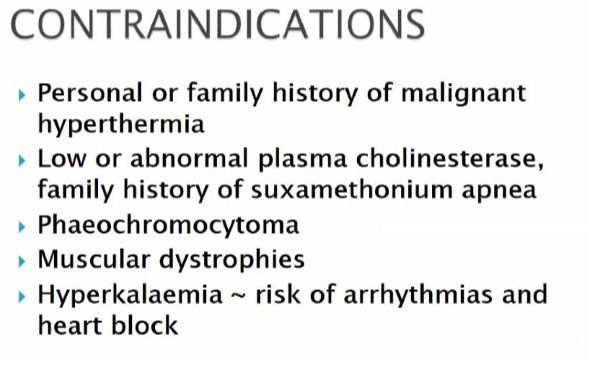 CONTRAINDICATIONS
Personal or family history of malignant
hyperthermia
Low or abnormal plasma cholinesterase,
family history of suxamethonium apnea
Phaeochromocytoma
Muscular dystrophies
Hyperkalaemia ~ risk of arrhythmias and
heart block